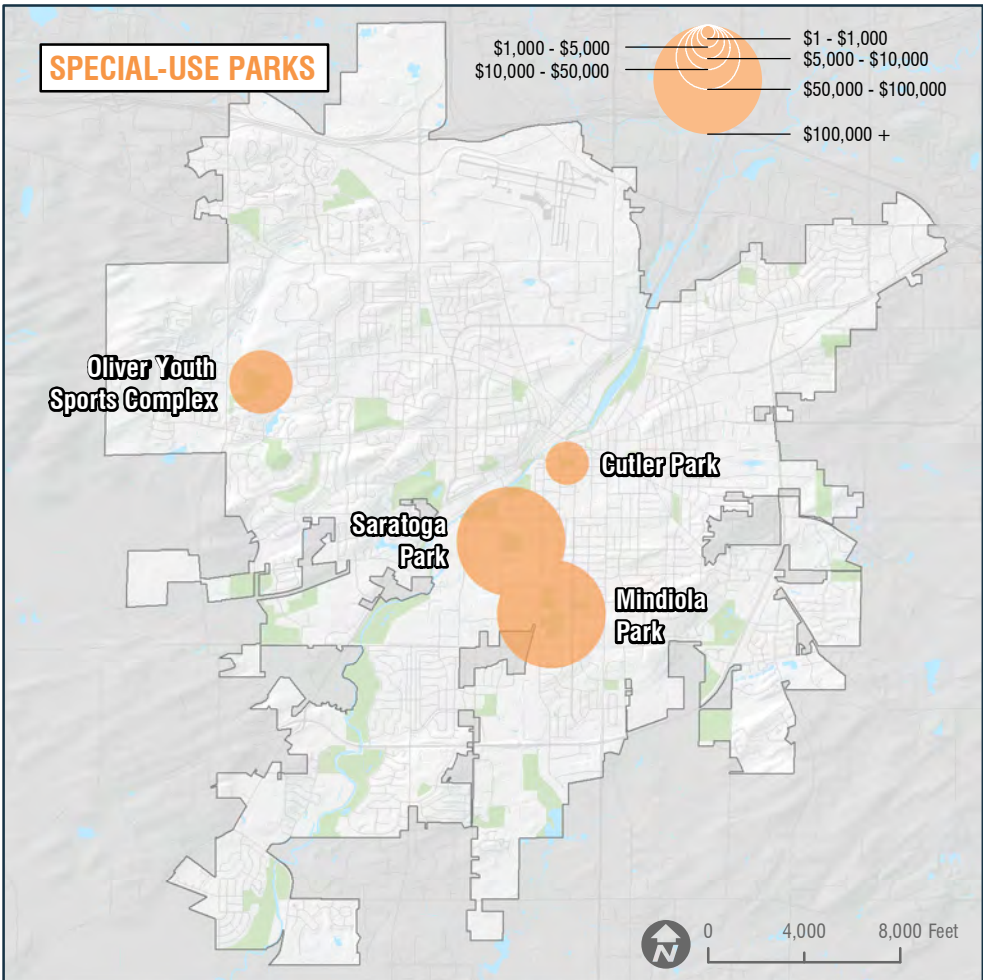 SPECIAL-USE PARKS
$1 - $1,000
$1,000 - $5,000
$5,000 - $10,000
$10,000 - $50,000
$50,000 - $100,000
$100,000 +
Oliver Youth
Sports Complex
Cutler Park
Saratoga
Park
Mindiola
Park
N
0
4,000
8,000 Feet